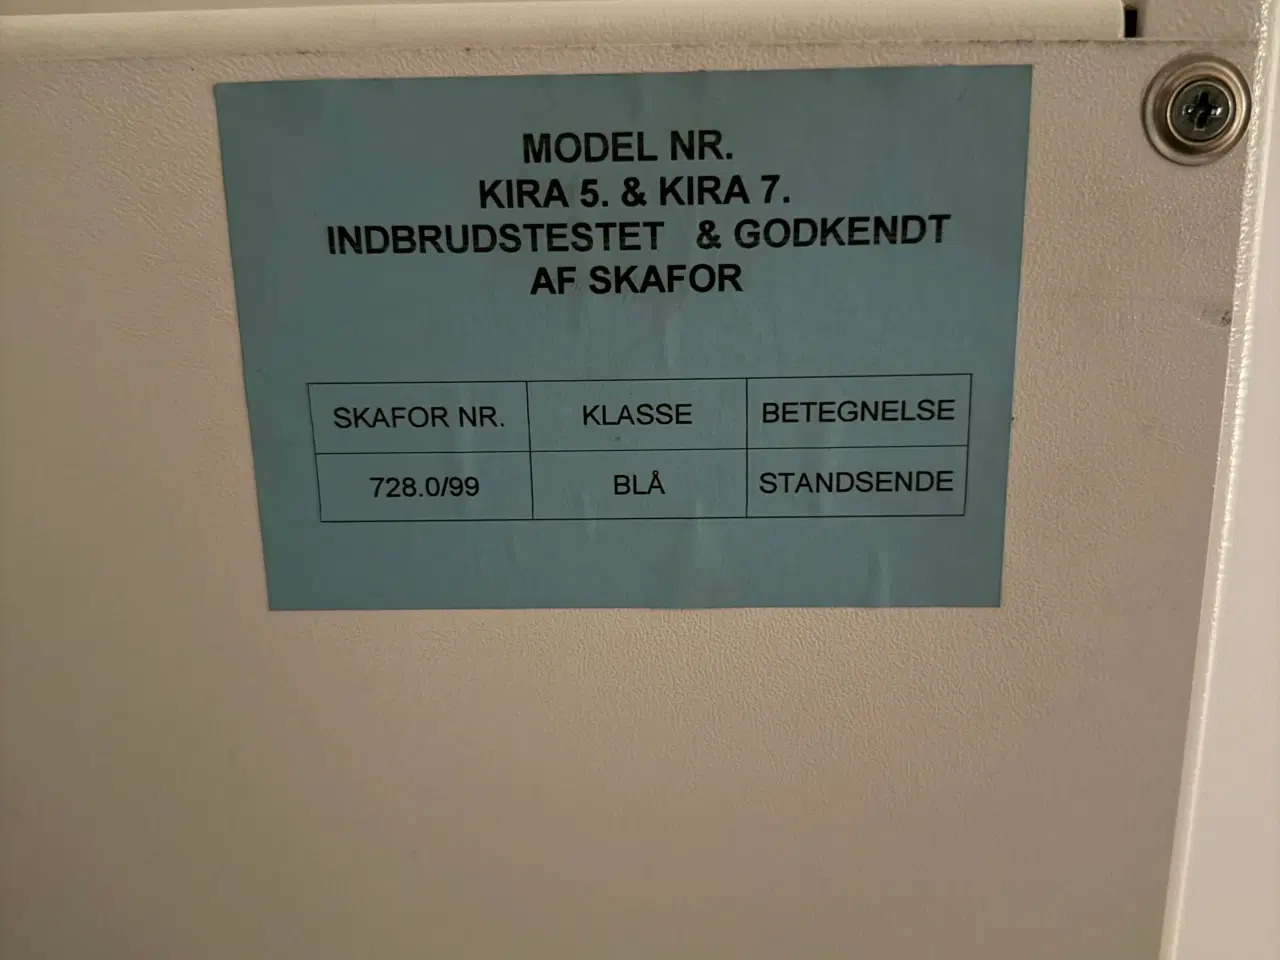 MODEL NR.
KIRA 5. & KIRA 7.
INDBRUDSTESTET & GODKENDT
AF SKAFOR
SKAFOR NR. KLASSE BETEGNELSE
728.0/99 BLÅ STANDSENDE